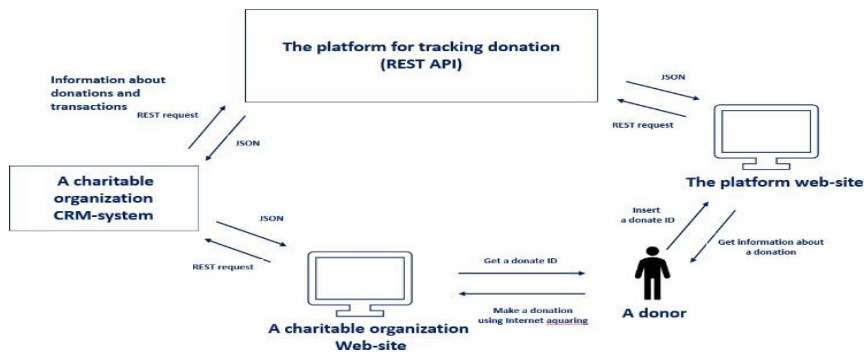 The platform for tracking donation
(REST API)
Information about
donations and
transactions
REST request
JSON
JSON
REST request
A charitable
organization
CRM-system
The platform web-site
JSON
REST request
Insert
a donate ID
Get information about
a donation
Get a donate ID
Make a donation
using Internet aquaring
A donor
A charitable organization
Web-site